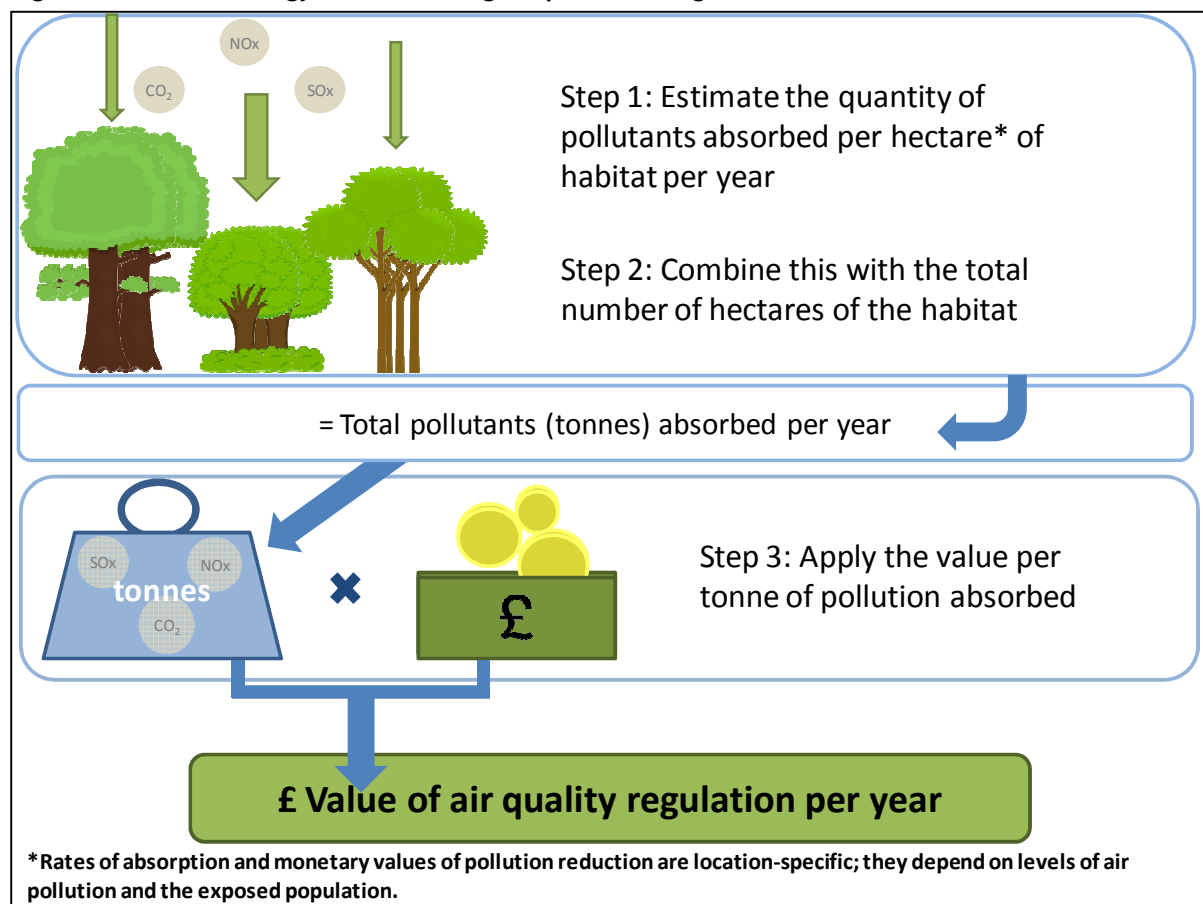 NOx
CO2
SOx
Step 1: Estimate the quantity of
pollutants absorbed per hectare* of
habitat per year
Step 2: Combine this with the total
number of hectares of the habitat
= Total pollutants (tonnes) absorbed per year
SOx
NOx
tonnes
CO2
£
Step 3: Apply the value per
tonne of pollution absorbed
£ Value of air quality regulation per year
*Rates of absorption and monetary values of pollution reduction are location-specific; they depend on levels of air
pollution and the exposed population.